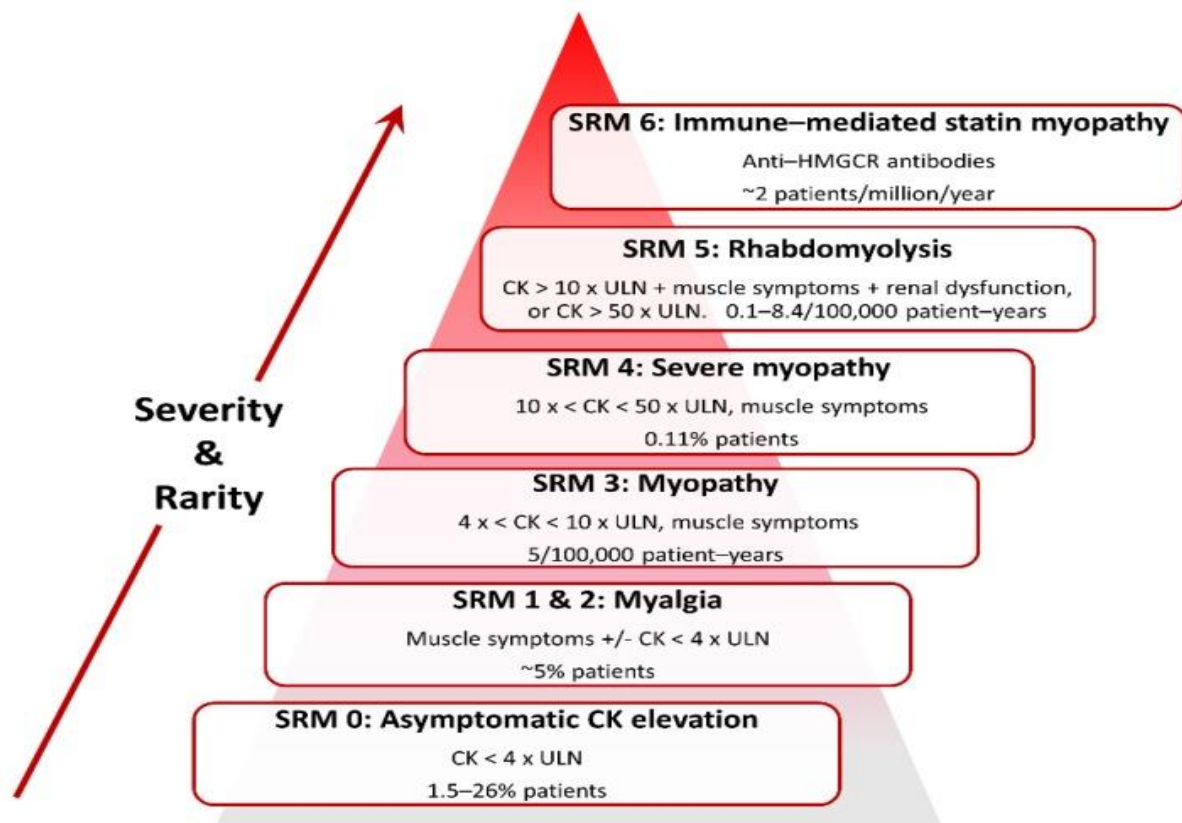 SRM 6: Immune–mediated statin myopathy
Anti–HMGCR antibodies
~2 patients/million/year
SRM 5: Rhabdomyolysis
CK > 10 x ULN + muscle symptoms + renal dysfunction,
or CK > 50 x ULN. 0.1–8.4/100,000 patient–years
SRM 4: Severe myopathy
10 x < CK < 50 x ULN, muscle symptoms
0.11% patients
SRM 3: Myopathy
4 x < CK < 10 x ULN, muscle symptoms
5/100,000 patient–years
SRM 1 & 2: Myalgia
Muscle symptoms +/- CK < 4 x ULN
~5% patients
SRM 0: Asymptomatic CK elevation
CK < 4 x ULN
1.5–26% patients
Severity
&
Rarity